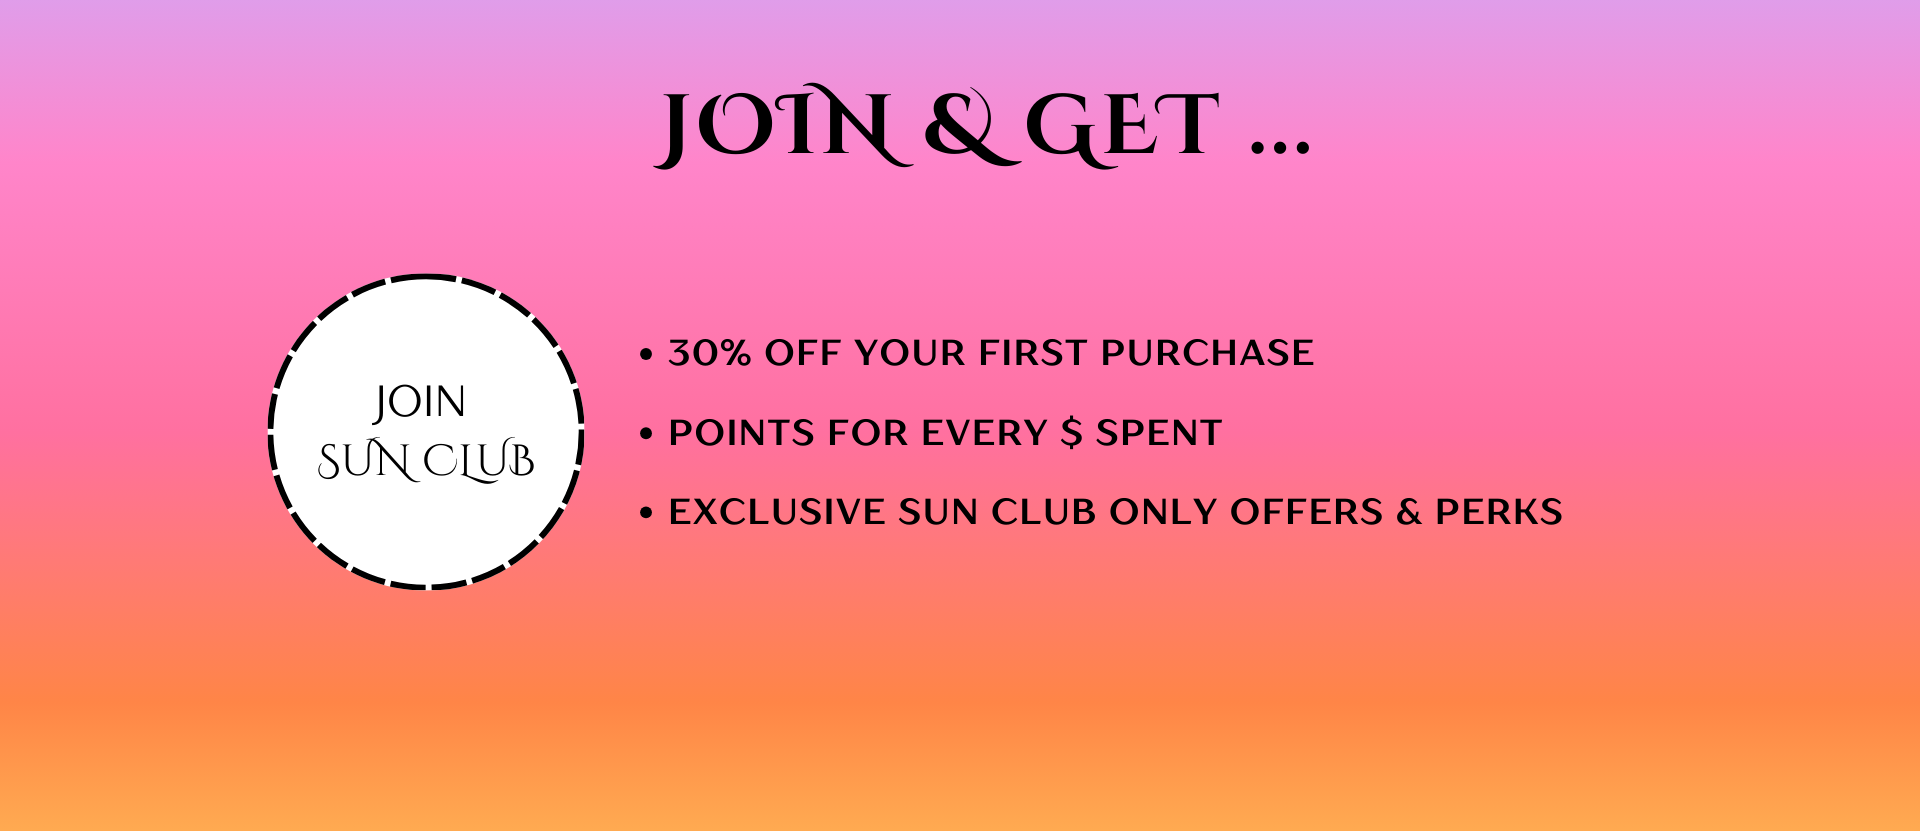 JOIN & GET ...
JOIN
SUN CLUB
• 30% OFF YOUR FIRST PURCHASE
• POINTS FOR EVERY $ SPENT
• EXCLUSIVE SUN CLUB ONLY OFFERS & PERKS